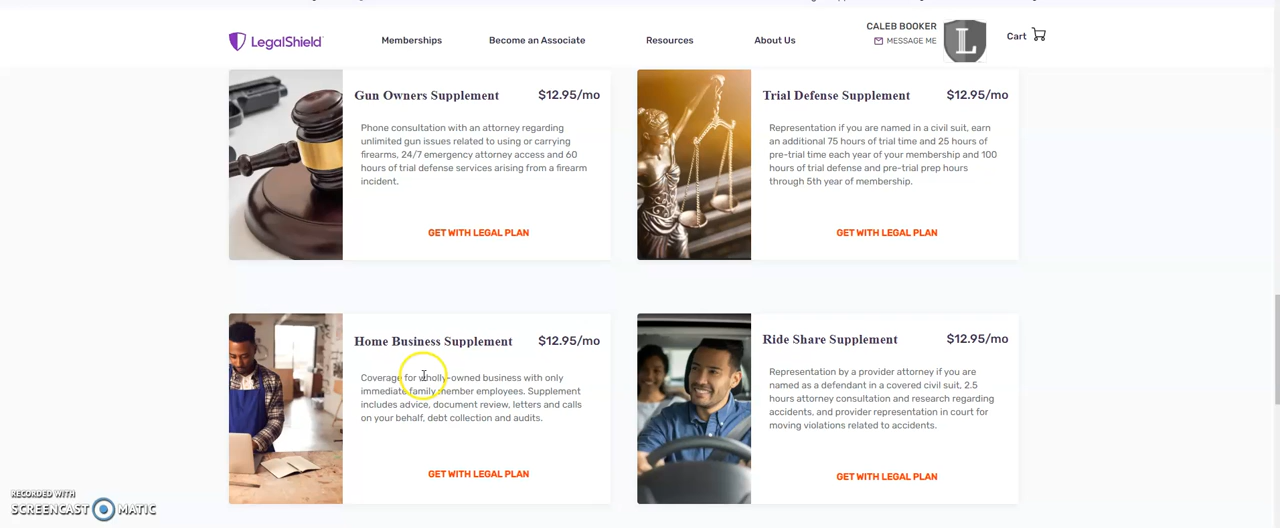 LegalShield
Memberships
Become an Associate
Resources
About Us
CALEB BOOKER
MESSAGE ME
L
Cart
Gun Owners Supplement $12.95/mo
Phone consultation with an attorney regarding
unlimited gun issues related to using or carrying
firearms, 24/7 emergency attorney access and 60
hours of trial defense services arising from a firearm
incident.
GET WITH LEGAL PLAN
Trial Defense Supplement $12.95/mo
Representation if you are named in a civil suit, earn
an additional 75 hours of trial time and 25 hours of
pre-trial time each year of your membership and 100
hours of trial defense and pre-trial prep hours
through 5th year of membership.
GET WITH LEGAL PLAN
Home Business Supplement $12.95/mo
Coverage for wholly-owned business with only
immediate family member employees. Supplement
includes advice, document review, letters and calls
on your behalf, debt collection and audits.
GET WITH LEGAL PLAN
Ride Share Supplement $12.95/mo
Representation by a provider attorney if you are
named as a defendant in a covered civil suit, 2.5
hours attorney consultation and research regarding
accidents, and provider representation in court for
moving violations related to accidents.
GET WITH LEGAL PLAN
RECORDED WITH
SCREENCAST MATIC